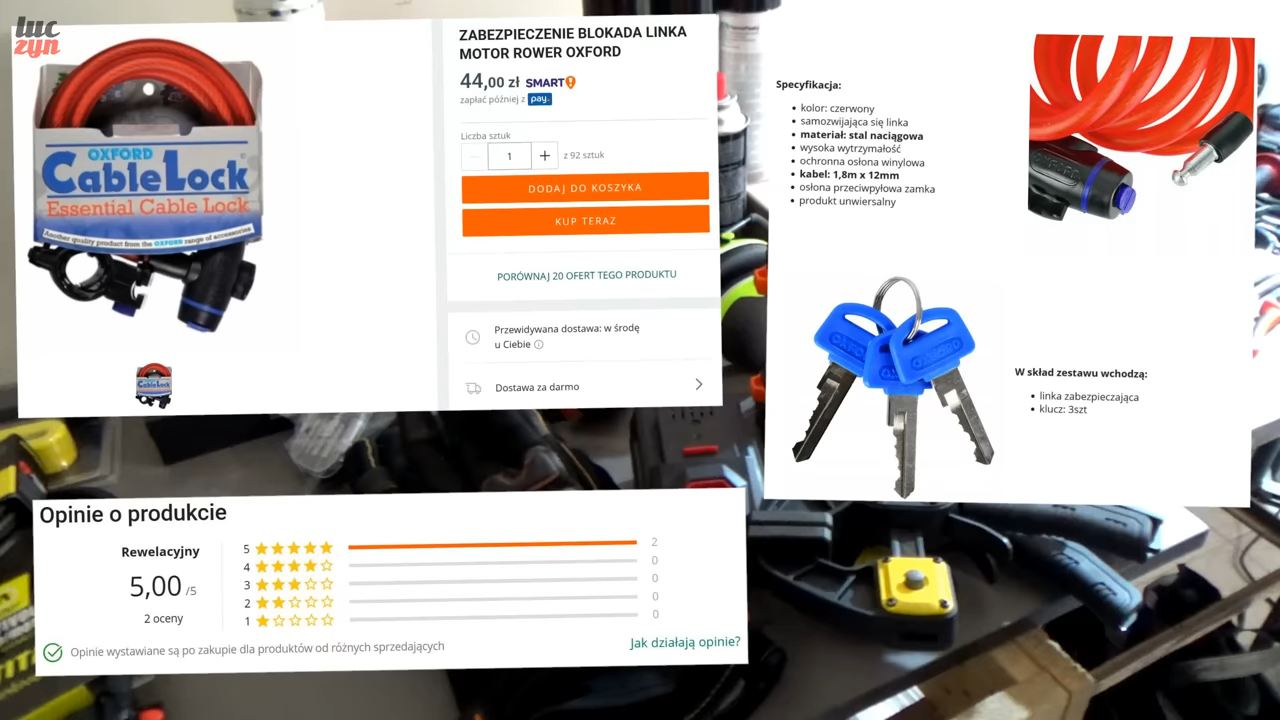 luc
zyn
OXFORD
Cable Lock
Essential Cable Lock
Another quality product from the OXFORD range of accessories
CableLock
ZABEZPIECZENIE BLOKADA LINKA
MOTOR ROWER OXFORD
44,00 zł SMART!
zapłać później z pay.
Liczba sztuk
1 + z 92 sztuk
DODAJ DO KOSZYKA
KUP TERAZ
PORÓWNAJ 20 OFERT TEGO PRODUKTU
Przewidywana dostawa: w środę
u Ciebie
Dostawa za darmo
Specyfikacja:
kolor: czerwony
samozwijająca się linka
materiał: stal naciągowa
wysoka wytrzymałość
ochronna osłona winylowa
kabel: 1,8m x 12mm
osłona przeciwpyłowa zamka
produkt unwiersalny
OXFORD
OXFORD
W skład zestawu wchodzą:
linka zabezpieczająca
klucz: 3szt
Opinie o produkcie
Rewelacyjny
5,00 /5
2 oceny
5 2
4 0
3 0
2 0
1 0
Opinie wystawiane są po zakupie dla produktów od różnych sprzedających
Jak działają opinie?